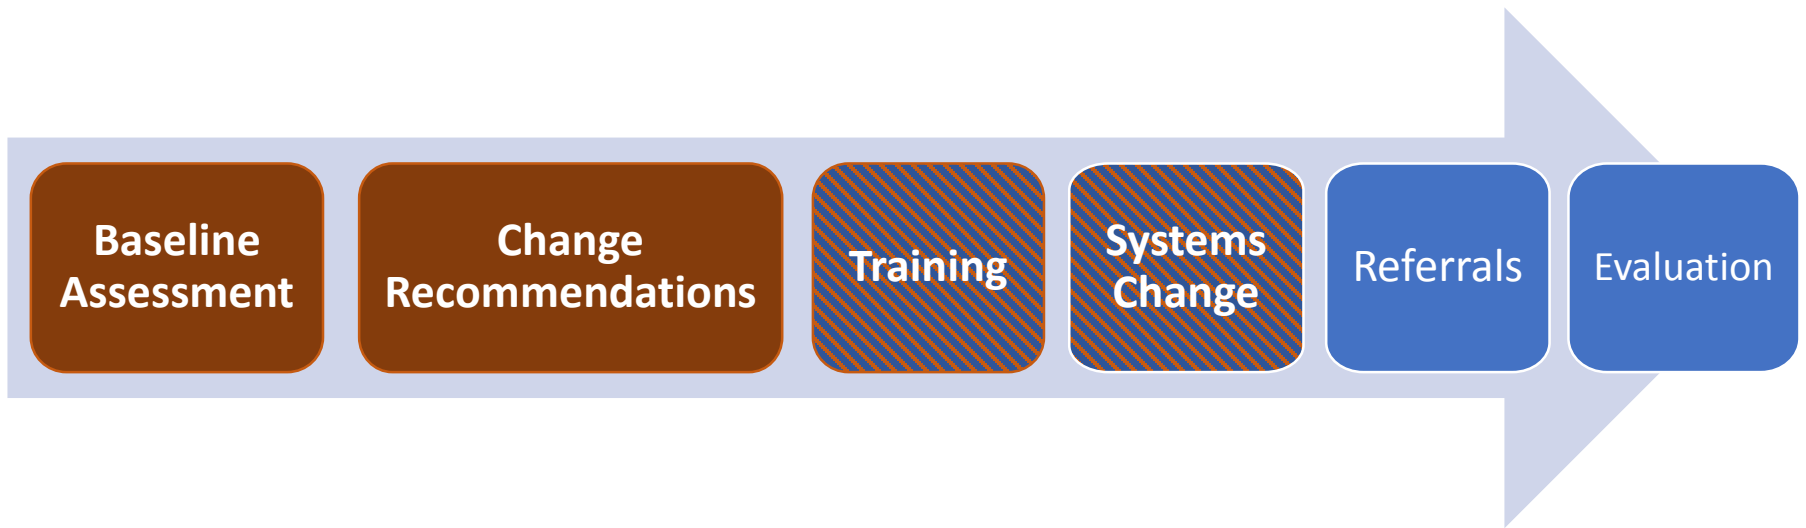 Baseline
Assessment
Change
Recommendations
Training
Systems
Change
Referrals
Evaluation